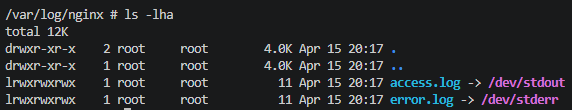 /var/log/nginx # ls -lha
total 12K
drwxr-xr-x    2 root     root        4.0K Apr 15 20:17 .
drwxr-xr-x    1 root     root        4.0K Apr 15 20:17 ..
lrwxrwxrwx    1 root     root          11 Apr 15 20:17 access.log -> /dev/stdout
lrwxrwxrwx    1 root     root          11 Apr 15 20:17 error.log -> /dev/stderr